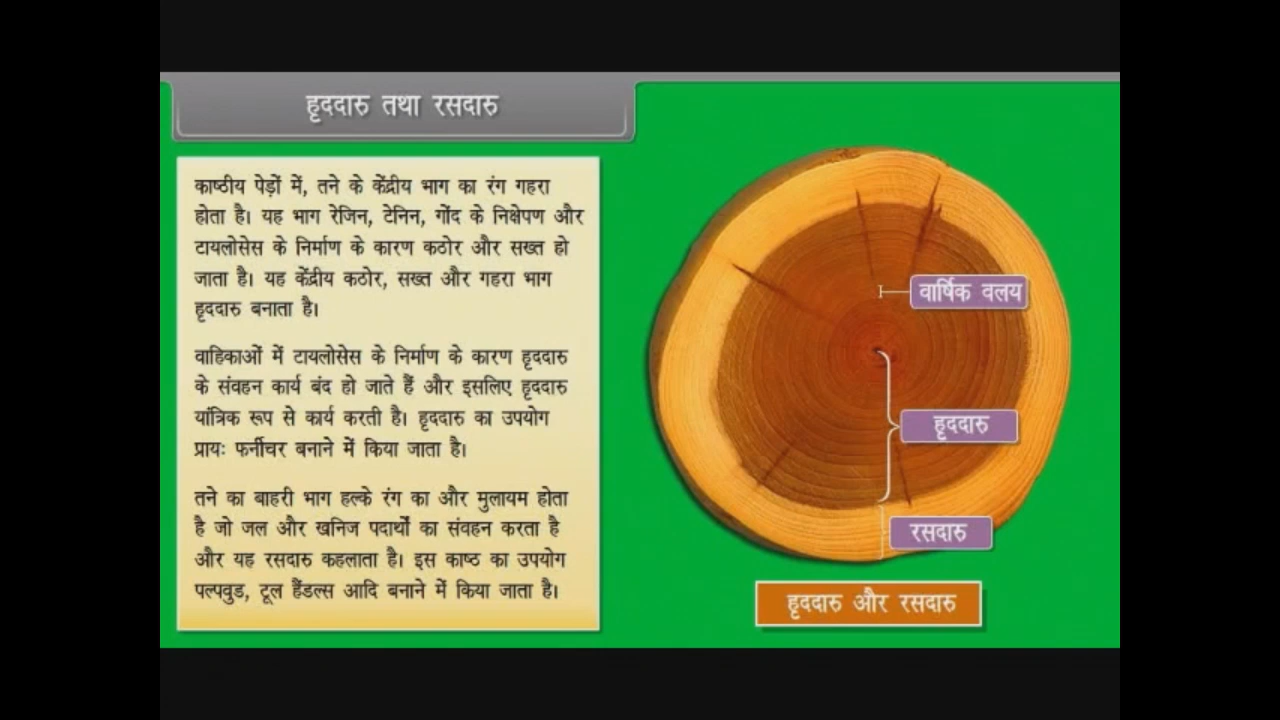 हृददारु तथा रसदारु
काष्ठीय पेड़ों में, तने के केंद्रीय भाग का रंग गहरा
होता है। यह भाग रेजिन, टेनिन, गोंद के निक्षेपण और
टायलोसेस के निर्माण के कारण कठोर और सख्त हो
जाता है। यह केंद्रीय कठोर, सख्त और गहरा भाग
हृददारु बनाता है।
वाहिकाओं में टायलोसेस के निर्माण के कारण हृददारु
के संवहन कार्य बंद हो जाते हैं और इसलिए हृददारु
यांत्रिक रूप से कार्य करती है। हृददारु का उपयोग
प्रायः फर्नीचर बनाने में किया जाता है।
तने का बाहरी भाग हल्के रंग का और मुलायम होता
है जो जल और खनिज पदार्थों का संवहन करता है
और यह रसदारु कहलाता है। इस काष्ठ का उपयोग
पल्पवुड, टूल हैंडल्स आदि बनाने में किया जाता है।
वार्षिक वलय
हृददारु
रसदारु
हृददारु और रसदारु